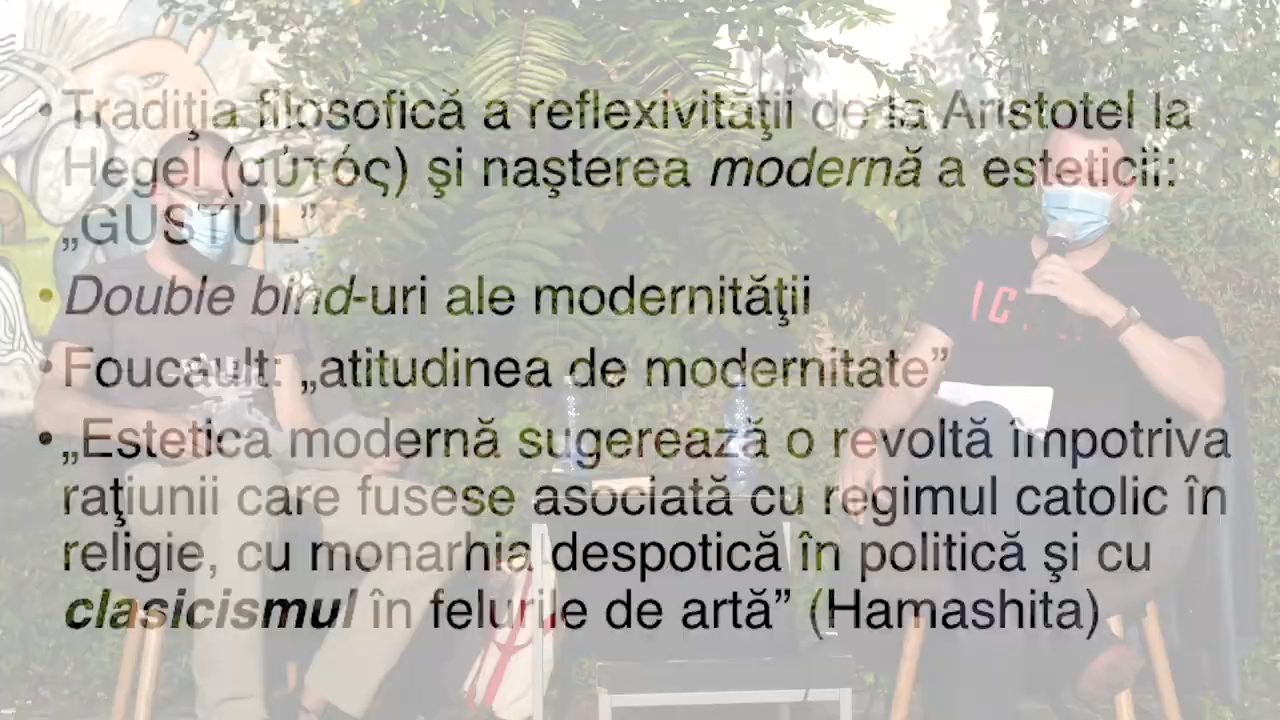 • Tradiţia filosofică a reflexivităţii de la Aristotel la
Hegel (αὐτός) şi naşterea modernă a esteticii:
„GUSTUL”
• Double bind-uri ale modernităţii
• Foucault: „atitudinea de modernitate”
• „Estetica modernă sugerează o revoltă împotriva
raţiunii care fusese asociată cu regimul catolic în
religie, cu monarhia despotică în politică şi cu
clasicismul în felurile de artă” (Hamashita)